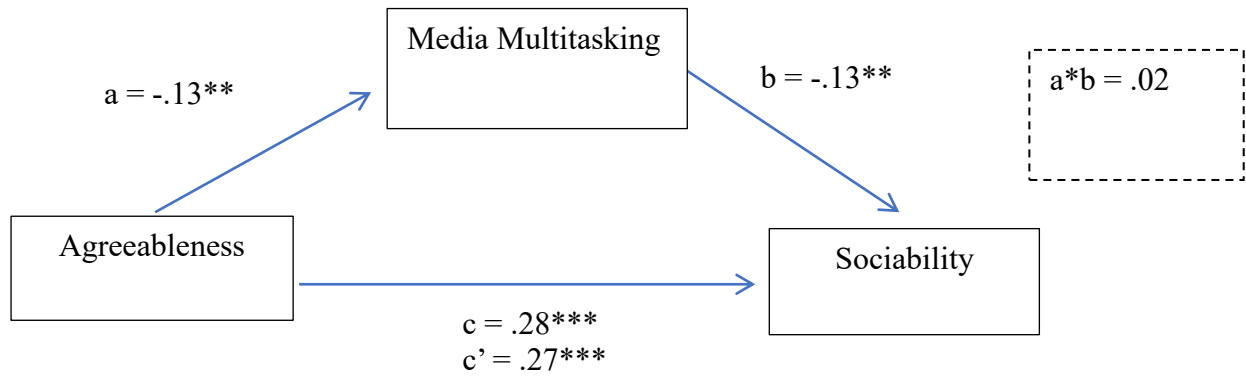 Media Multitasking
a = -.13**
b = -.13**
a*b = .02
Agreeableness
Sociability
c = .28***
c’ = .27***